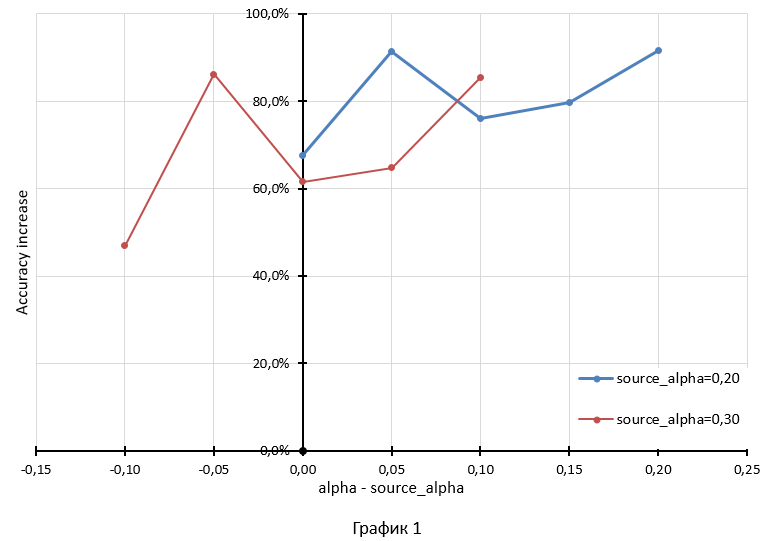 100,0%
80,0%
60,0%
40,0%
20,0%
0,0%
Accuracy increase
source_alpha=0,20
source_alpha=0,30
-0,15 -0,10 -0,05 0,00 0,05 0,10 0,15 0,20 0,25
alpha - source_alpha
График 1